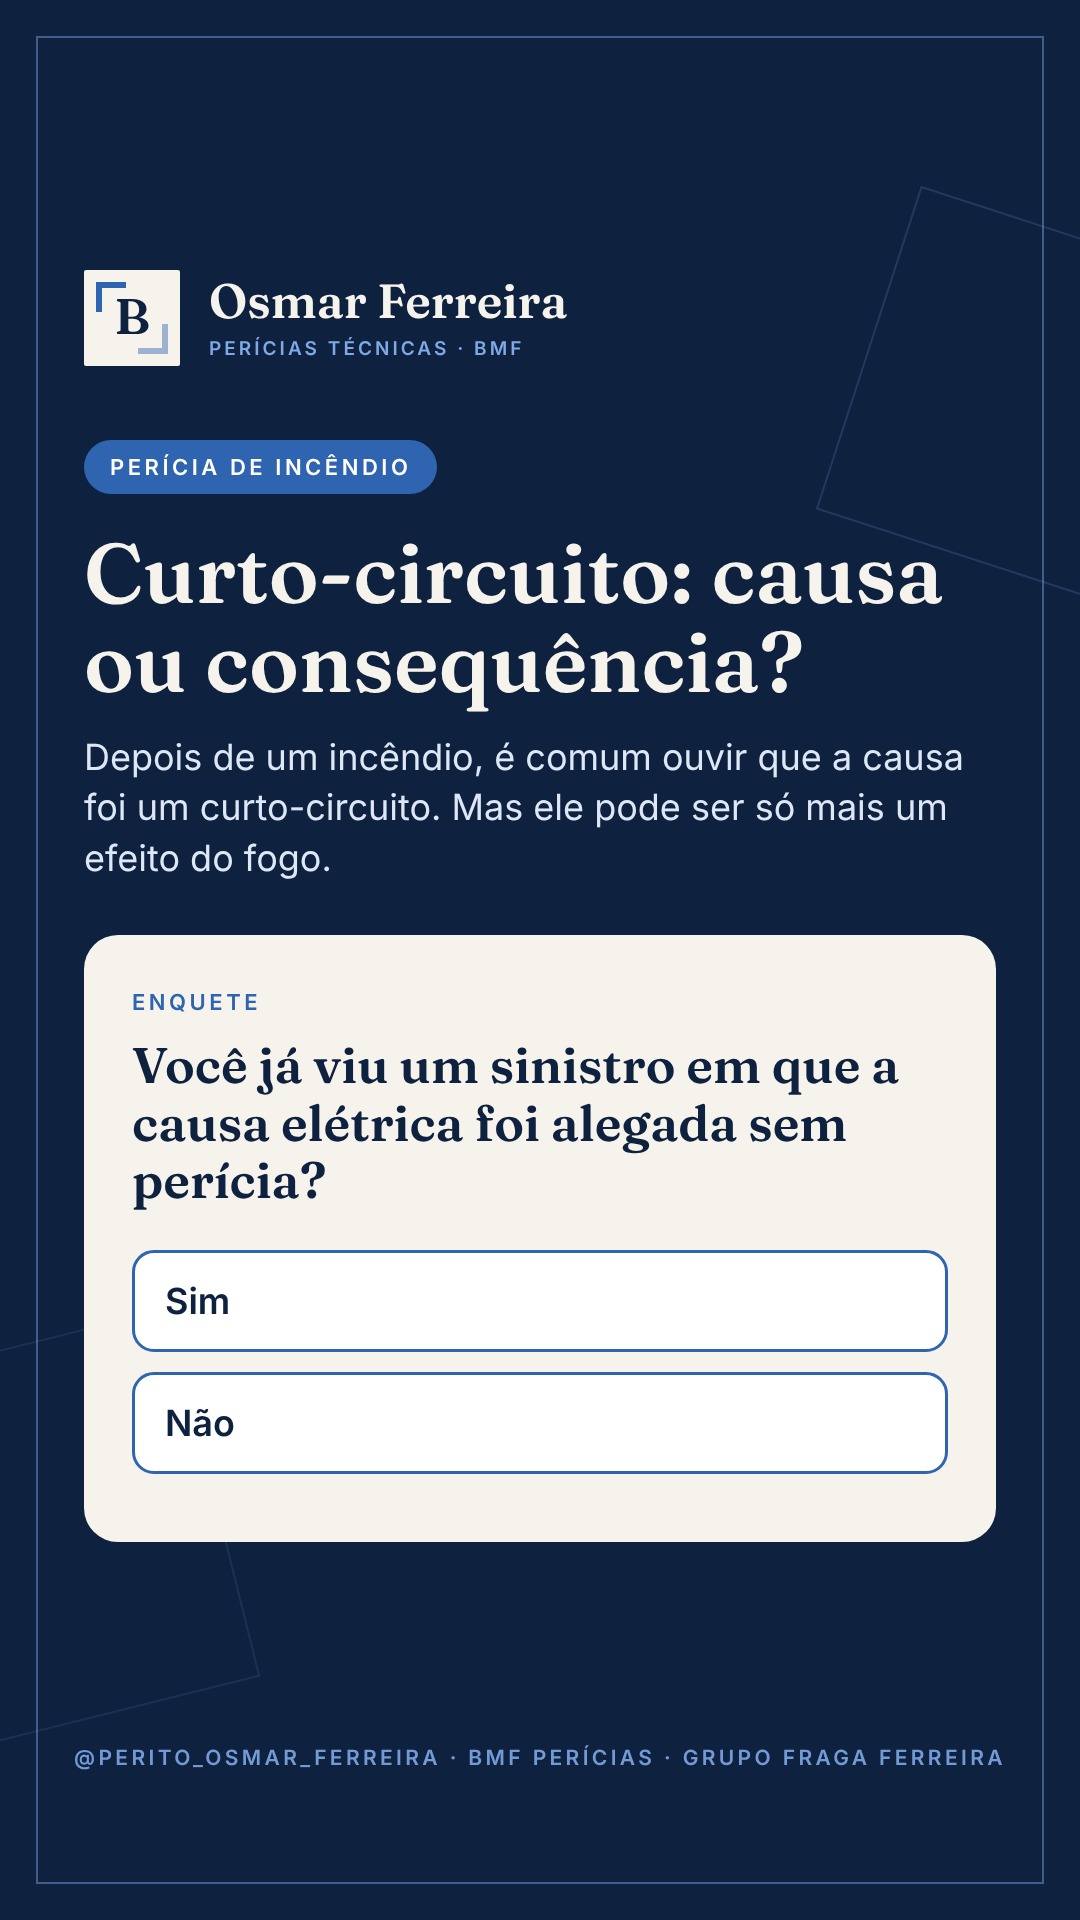 B
Osmar Ferreira
PERÍCIAS TÉCNICAS · BMF
PERÍCIA DE INCÊNDIO
Curto-circuito: causa
ou consequência?
Depois de um incêndio, é comum ouvir que a causa
foi um curto-circuito. Mas ele pode ser só mais um
efeito do fogo.
ENQUETE
Você já viu um sinistro em que a
causa elétrica foi alegada sem
perícia?
Sim
Não
@PERITO_OSMAR_FERREIRA · BMF PERÍCIAS · GRUPO FRAGA FERREIRA